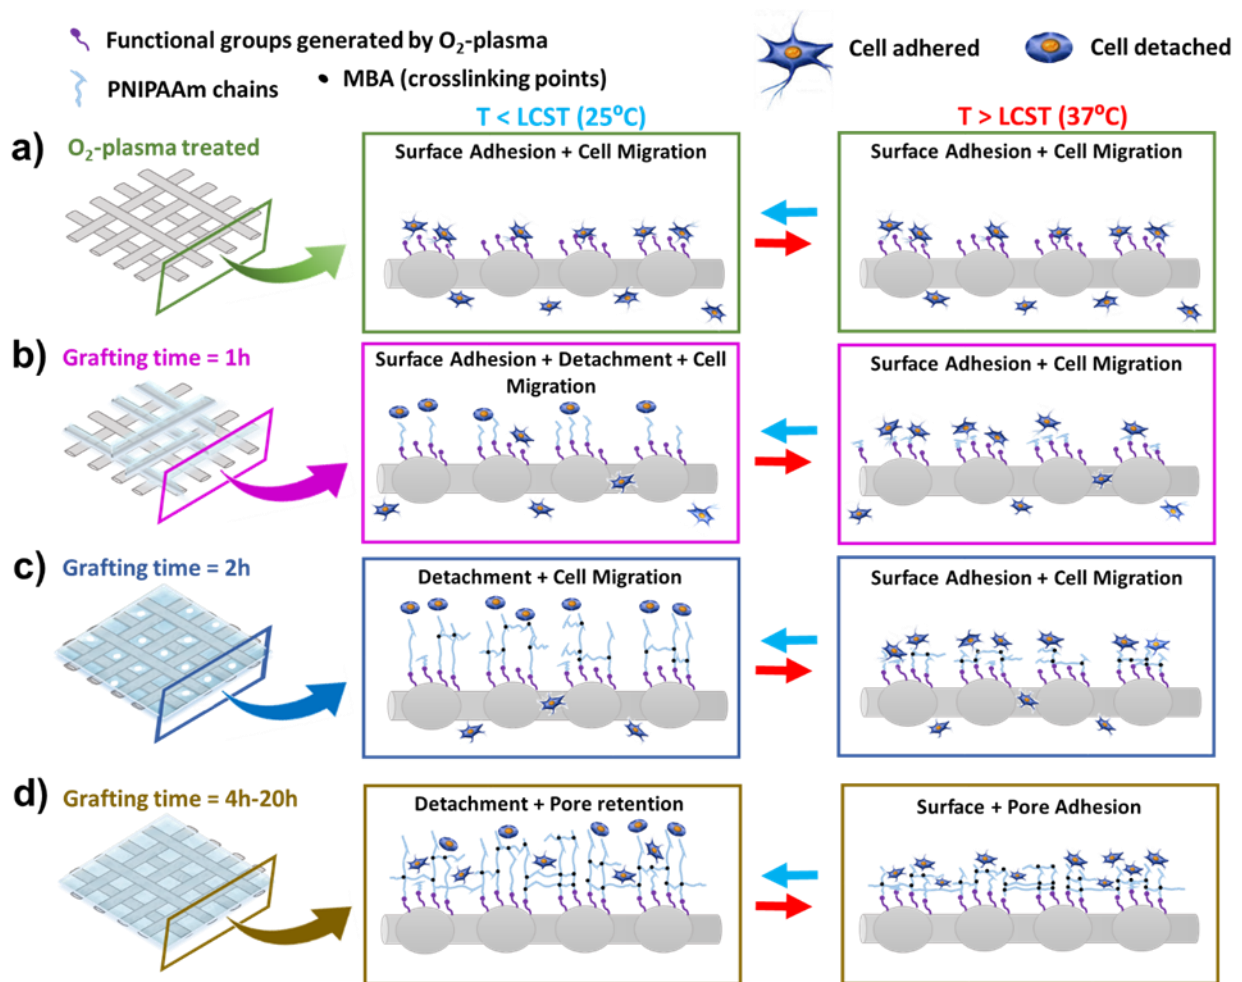 Functional groups generated by O₂-plasma
Cell adhered
Cell detached
PNIPAAm chains
MBA (crosslinking points)
T < LCST (25°C)
T > LCST (37°C)
a) O₂-plasma treated
Surface Adhesion + Cell Migration
Surface Adhesion + Cell Migration
b) Grafting time = 1h
Surface Adhesion + Detachment + Cell
Migration
Surface Adhesion + Cell Migration
c) Grafting time = 2h
Detachment + Cell Migration
Surface Adhesion + Cell Migration
d) Grafting time = 4h-20h
Detachment + Pore retention
Surface + Pore Adhesion